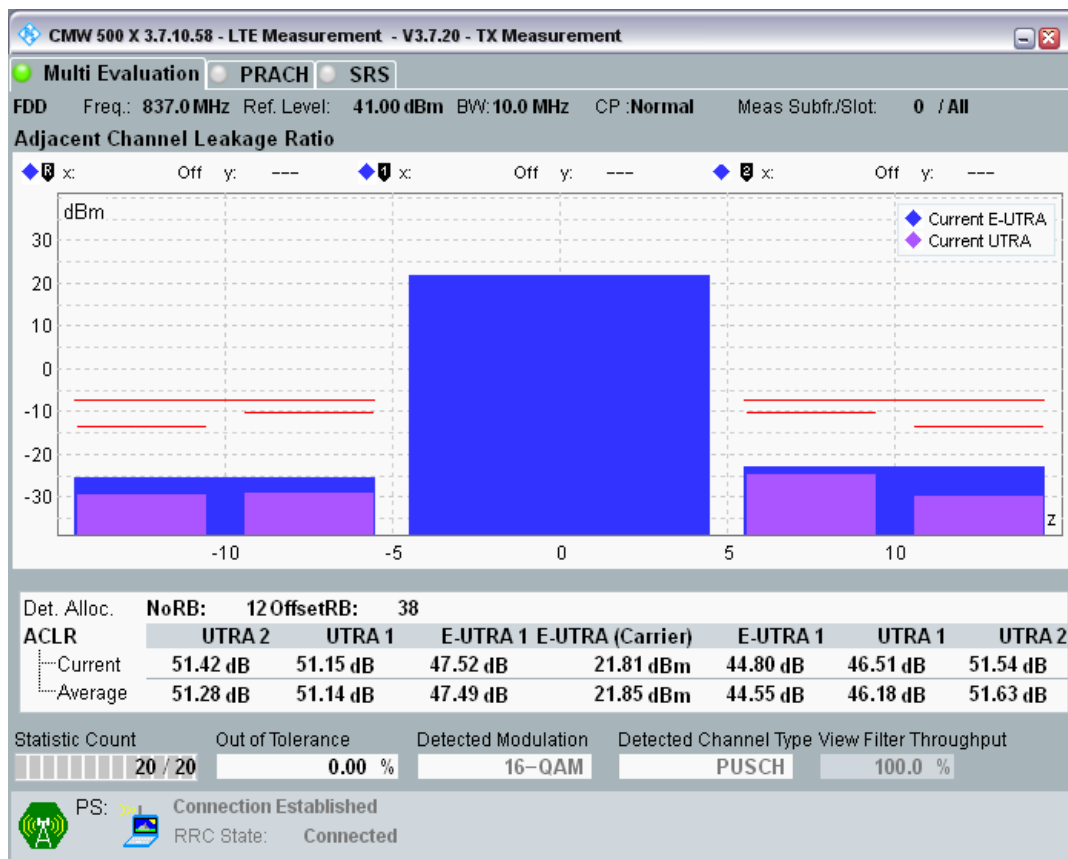 CMW 500 X 3.7.10.58 - LTE Measurement - V3.7.20 - TX Measurement
Multi Evaluation PRACH SRS
FDD Freq.: 837.0 MHz Ref. Level: 41.00 dBm BW: 10.0 MHz CP :Normal Meas Subfr./Slot: 0 / All
Adjacent Channel Leakage Ratio
R x: Off y: --- 1 x: Off y: --- 2 x: Off y: ---
dBm
Current E-UTRA
Current UTRA
30
20
10
0
-10
-20
-30
z
-10 -5 0 5 10
Det. Alloc. NoRB: 12 OffsetRB: 38
ACLR UTRA 2 UTRA 1 E-UTRA 1 E-UTRA (Carrier) E-UTRA 1 UTRA 1 UTRA 2
Current 51.42 dB 51.15 dB 47.52 dB 21.81 dBm 44.80 dB 46.51 dB 51.54 dB
Average 51.28 dB 51.14 dB 47.49 dB 21.85 dBm 44.55 dB 46.18 dB 51.63 dB
Statistic Count Out of Tolerance Detected Modulation Detected Channel Type View Filter Throughput
20 / 20 0.00 % 16-QAM PUSCH 100.0 %
PS: Connection Established
RRC State: Connected